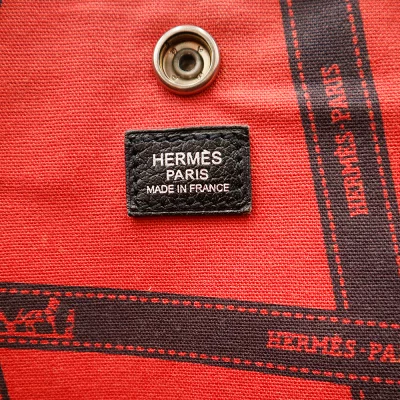 HERMÈS
PARIS
MADE IN FRANCE
HERMÈS-PARIS
HERMÈS-PA